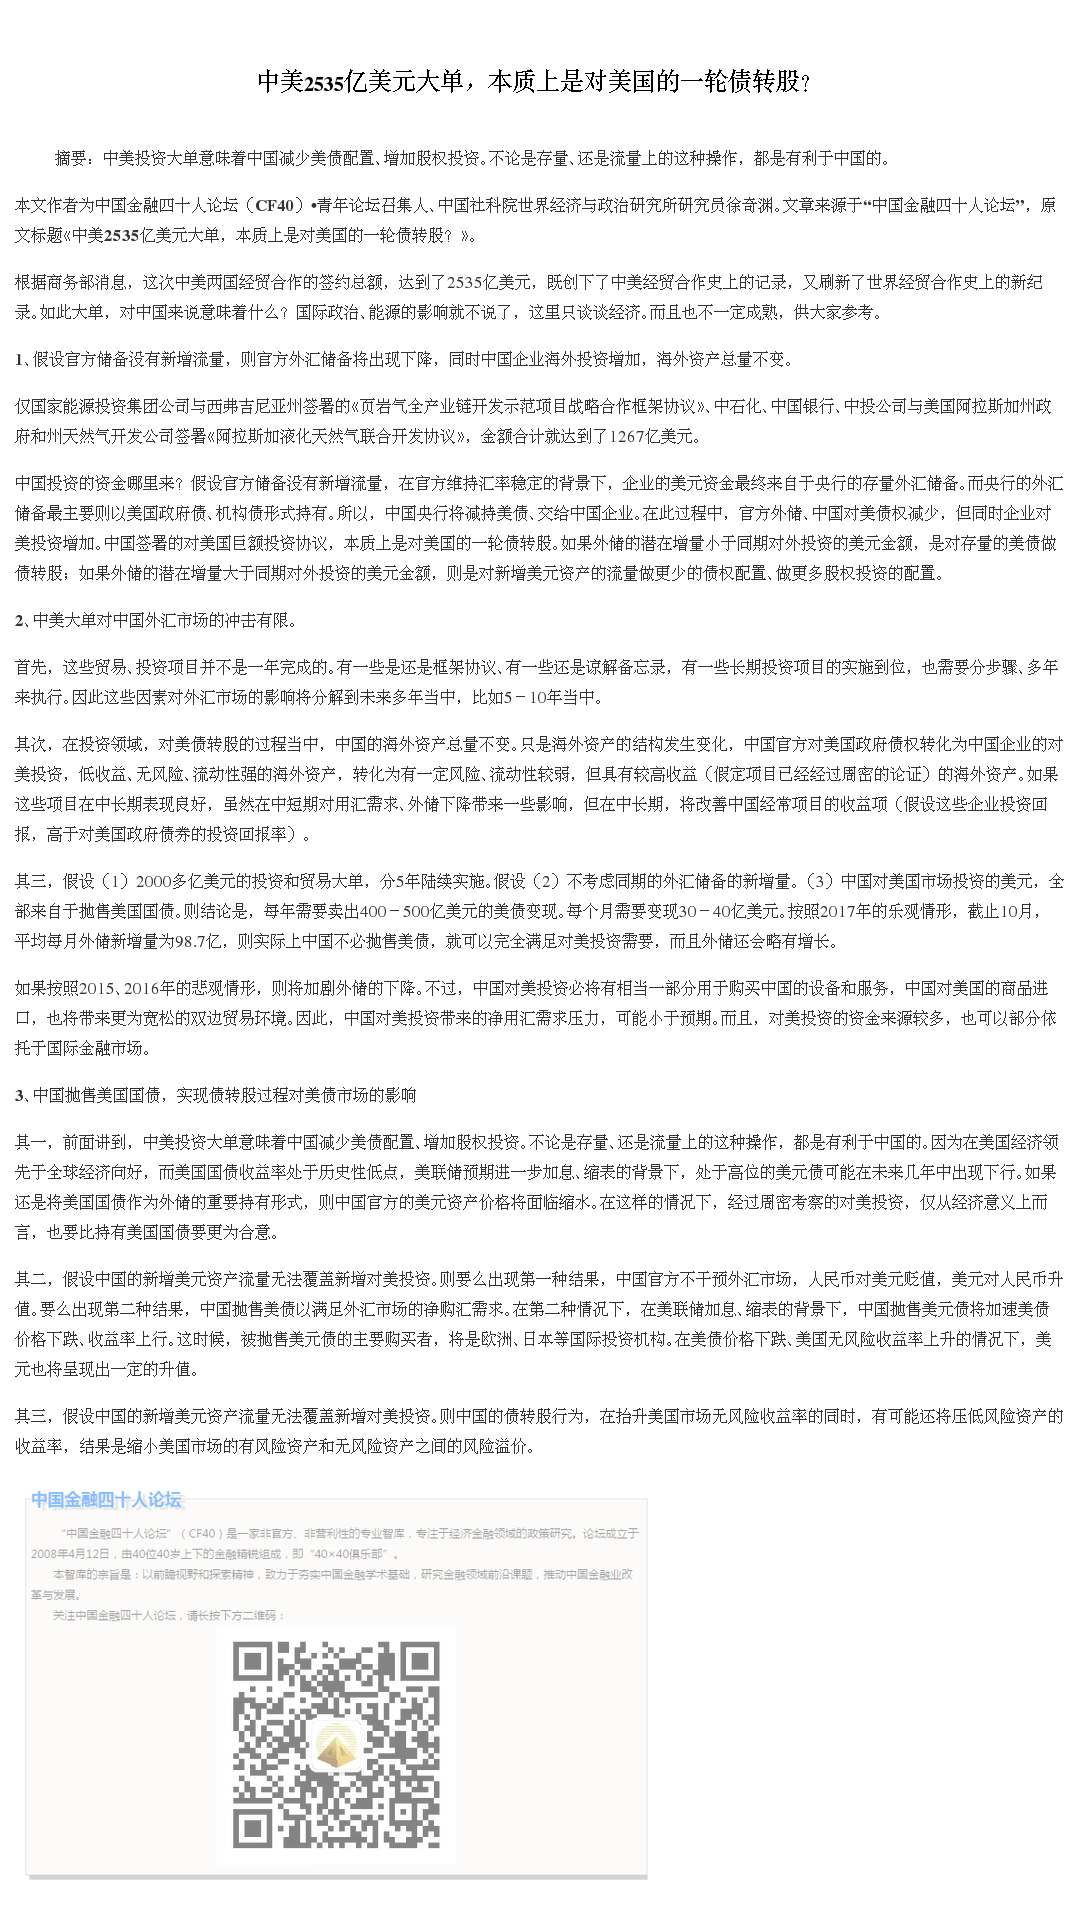 中美2535亿美元大单，本质上是对美国的一轮债转股？
摘要：中美投资大单意味着中国减少美债配置、增加股权投资。不论是存量、还是流量上的这种操作，都是有利于中国的。
本文作者为中国金融四十人论坛（CF40）•青年论坛召集人、中国社科院世界经济与政治研究所研究员徐奇渊。文章来源于“中国金融四十人论坛”，原
文标题《中美2535亿美元大单，本质上是对美国的一轮债转股？》。
根据商务部消息，这次中美两国经贸合作的签约总额，达到了2535亿美元，既创下了中美经贸合作史上的记录，又刷新了世界经贸合作史上的新纪
录。如此大单，对中国来说意味着什么？国际政治、能源的影响就不说了，这里只谈谈经济。而且也不一定成熟，供大家参考。
1、假设官方储备没有新增流量，则官方外汇储备将出现下降，同时中国企业海外投资增加，海外资产总量不变。
仅国家能源投资集团公司与西弗吉尼亚州签署的《页岩气全产业链开发示范项目战略合作框架协议》、中石化、中国银行、中投公司与美国阿拉斯加州政
府和州天然气开发公司签署《阿拉斯加液化天然气联合开发协议》，金额合计就达到了1267亿美元。
中国投资的资金哪里来？假设官方储备没有新增流量，在官方维持汇率稳定的背景下，企业的美元资金最终来自于央行的存量外汇储备。而央行的外汇
储备最主要则以美国政府债、机构债形式持有。所以，中国央行将减持美债、交给中国企业。在此过程中，官方外储、中国对美债权减少，但同时企业对
美投资增加。中国签署的对美国巨额投资协议，本质上是对美国的一轮债转股。如果外储的潜在增量小于同期对外投资的美元金额，是对存量的美债做
债转股；如果外储的潜在增量大于同期对外投资的美元金额，则是对新增美元资产的流量做更少的债权配置、做更多股权投资的配置。
2、中美大单对中国外汇市场的冲击有限。
首先，这些贸易、投资项目并不是一年完成的。有一些是还是框架协议、有一些还是谅解备忘录，有一些长期投资项目的实施到位，也需要分步骤、多年
来执行。因此这些因素对外汇市场的影响将分解到未来多年当中，比如5－10年当中。
其次，在投资领域，对美债转股的过程当中，中国的海外资产总量不变。只是海外资产的结构发生变化，中国官方对美国政府债权转化为中国企业的对
美投资，低收益、无风险、流动性强的海外资产，转化为有一定风险、流动性较弱，但具有较高收益（假定项目已经经过周密的论证）的海外资产。如果
这些项目在中长期表现良好，虽然在中短期对用汇需求、外储下降带来一些影响，但在中长期，将改善中国经常项目的收益项（假设这些企业投资回
报，高于对美国政府债券的投资回报率）。
其三，假设（1）2000多亿美元的投资和贸易大单，分5年陆续实施。假设（2）不考虑同期的外汇储备的新增量。（3）中国对美国市场投资的美元，全
部来自于抛售美国国债。则结论是，每年需要卖出400－500亿美元的美债变现。每个月需要变现30－40亿美元。按照2017年的乐观情形，截止10月，
平均每月外储新增量为98.7亿，则实际上中国不必抛售美债，就可以完全满足对美投资需要，而且外储还会略有增长。
如果按照2015、2016年的悲观情形，则将加剧外储的下降。不过，中国对美投资必将有相当一部分用于购买中国的设备和服务，中国对美国的商品进
口，也将带来更为宽松的双边贸易环境。因此，中国对美投资带来的净用汇需求压力，可能小于预期。而且，对美投资的资金来源较多，也可以部分依
托于国际金融市场。
3、中国抛售美国国债，实现债转股过程对美债市场的影响
其一，前面讲到，中美投资大单意味着中国减少美债配置、增加股权投资。不论是存量、还是流量上的这种操作，都是有利于中国的。因为在美国经济领
先于全球经济向好，而美国国债收益率处于历史性低点，美联储预期进一步加息、缩表的背景下，处于高位的美元债可能在未来几年中出现下行。如果
还是将美国国债作为外储的重要持有形式，则中国官方的美元资产价格将面临缩水。在这样的情况下，经过周密考察的对美投资，仅从经济意义上而
言，也要比持有美国国债要更为合意。
其二，假设中国的新增美元资产流量无法覆盖新增对美投资。则要么出现第一种结果，中国官方不干预外汇市场，人民币对美元贬值，美元对人民币升
值。要么出现第二种结果，中国抛售美债以满足外汇市场的净购汇需求。在第二种情况下，在美联储加息、缩表的背景下，中国抛售美元债将加速美债
价格下跌、收益率上行。这时候，被抛售美元债的主要购买者，将是欧洲、日本等国际投资机构。在美债价格下跌、美国无风险收益率上升的情况下，美
元也将呈现出一定的升值。
其三，假设中国的新增美元资产流量无法覆盖新增对美投资。则中国的债转股行为，在抬升美国市场无风险收益率的同时，有可能还将压低风险资产的
收益率，结果是缩小美国市场的有风险资产和无风险资产之间的风险溢价。
中国金融四十人论坛
“中国金融四十人论坛”（CF40）是一家非官方、非营利性的专业智库，专注于经济金融领域的政策研究。论坛成立于
2008年4月12日，由40位40岁上下的金融精锐组成，即“40×40俱乐部”。
本智库的宗旨是：以前瞻视野和探索精神，致力于夯实中国金融学术基础，研究金融领域前沿课题，推动中国金融业改
革与发展。
关注中国金融四十人论坛，请长按下方二维码：